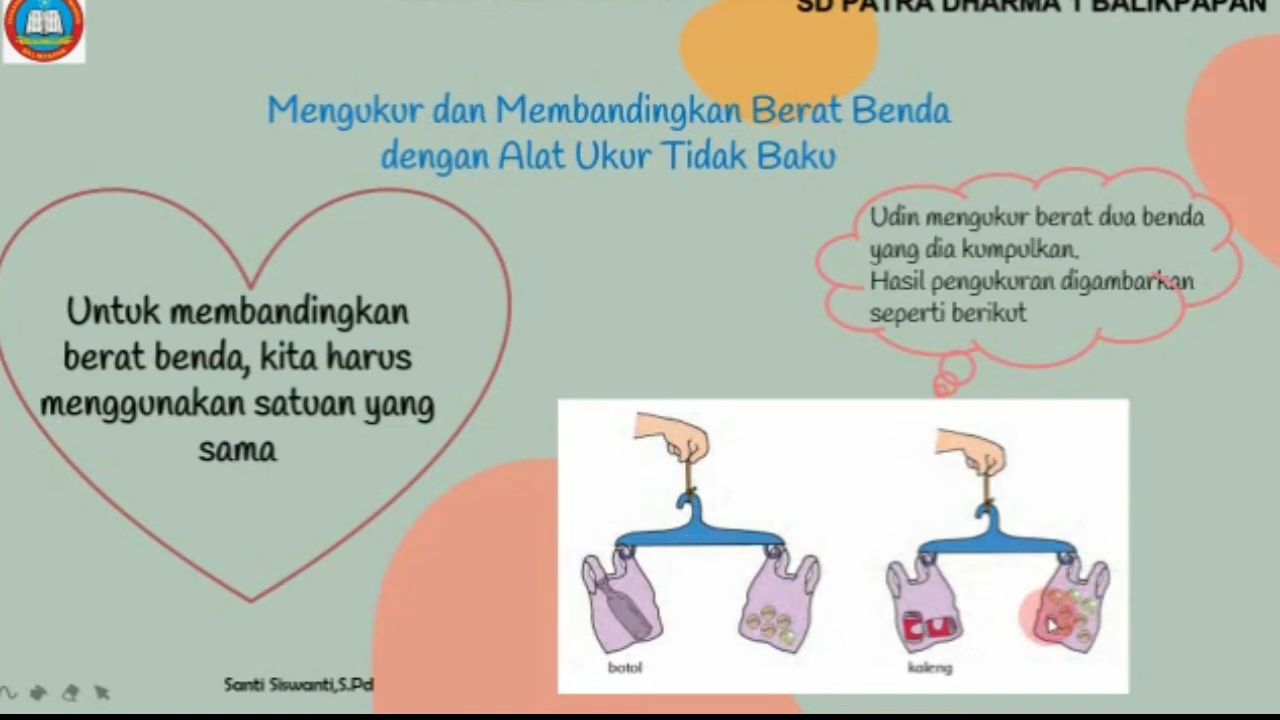 SD PATRA DHARMA 1 BALIKPAPAN
Mengukur dan Membandingkan Berat Benda
dengan Alat Ukur Tidak Baku
Untuk membandingkan
berat benda, kita harus
menggunakan satuan yang
sama
Udin mengukur berat dua benda
yang dia kumpulkan.
Hasil pengukuran digambarkan
seperti berikut
botol
kaleng
Santi Siswanti,S.Pd